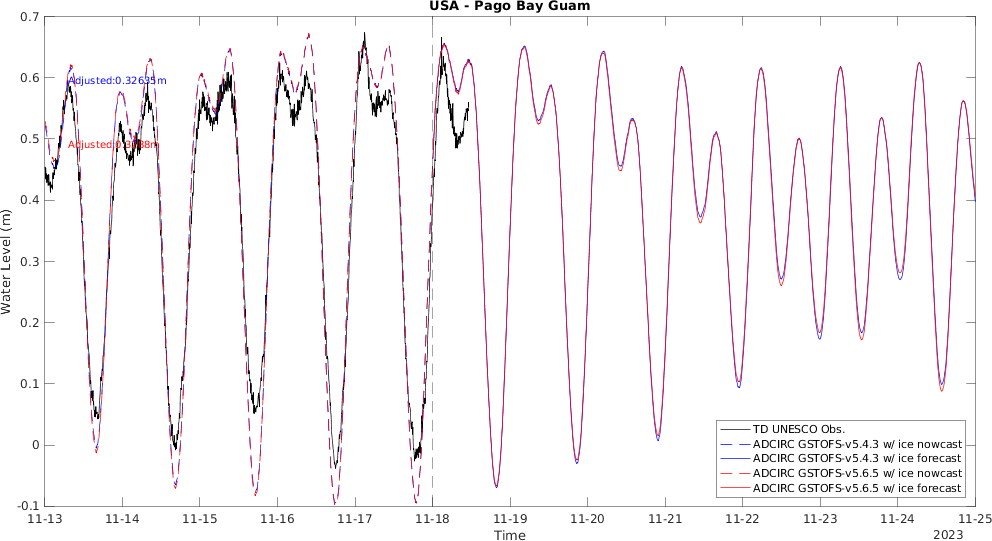 USA - Pago Bay Guam
0.7
0.6
0.5
0.4
0.3
0.2
0.1
0
-0.1
Water Level (m)
Adjusted:0.32635m
TD UNESCO Obs.
ADCIRC GSTOFS-v5.4.3 w/ ice nowcast
ADCIRC GSTOFS-v5.4.3 w/ ice forecast
ADCIRC GSTOFS-v5.6.5 w/ ice nowcast
ADCIRC GSTOFS-v5.6.5 w/ ice forecast
11-13 11-14 11-15 11-16 11-17 11-18 11-19 11-20 11-21 11-22 11-23 11-24 11-25
Time
2023